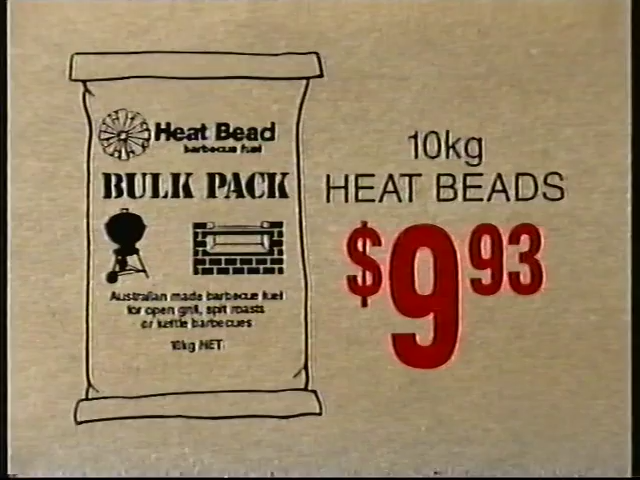 Heat Bead
barbecue fuel
BULK PACK
Australian made barbecue fuel
for open grill, spit roasts
or kettle barbecues
10kg NET
10kg
HEAT BEADS
$9.93